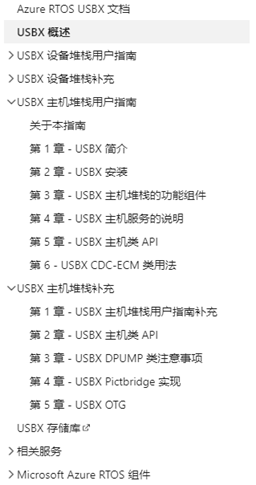 Azure RTOS USBX 文档
USBX 概述
USBX 设备堆栈用户指南
USBX 设备堆栈补充
USBX 主机堆栈用户指南
关于本指南
第 1 章 - USBX 简介
第 2 章 - USBX 安装
第 3 章 - USBX 主机堆栈的功能组件
第 4 章 - USBX 主机服务的说明
第 5 章 - USBX 主机类 API
第 6 - USBX CDC-ECM 类用法
USBX 主机堆栈补充
第 1 章 - USBX 主机堆栈用户指南补充
第 2 章 - USBX 主机类 API
第 3 章 - USBX DPUMP 类注意事项
第 4 章 - USBX Pictbridge 实现
第 5 章 - USBX OTG
USBX 存储库
相关服务
Microsoft Azure RTOS 组件